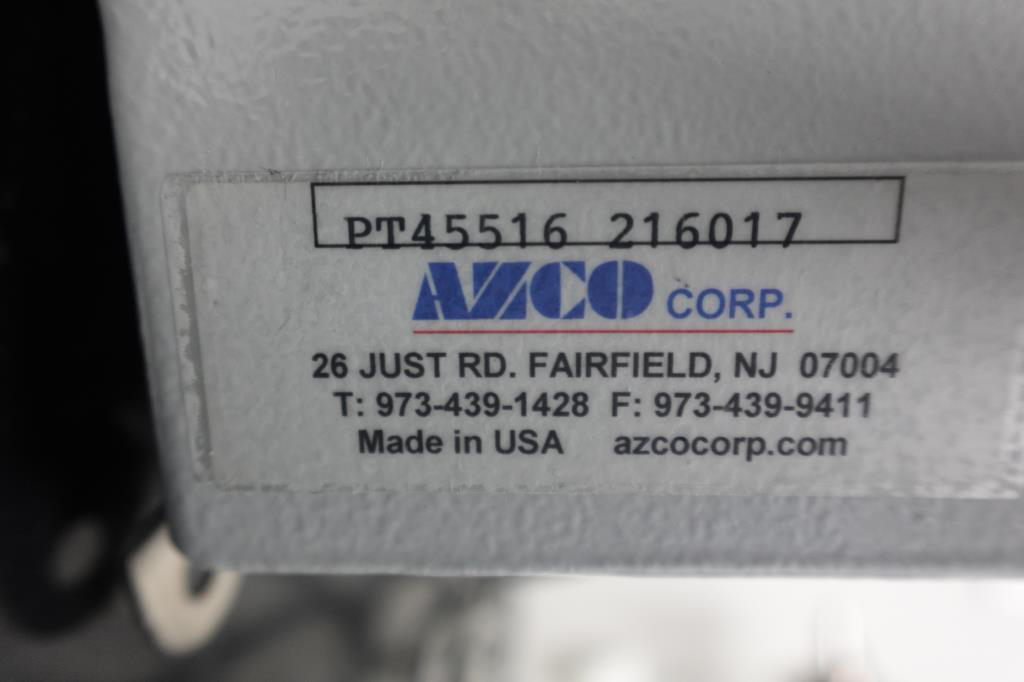 PT45516 216017
AZCO CORP.
26 JUST RD. FAIRFIELD, NJ 07004
T: 973-439-1428 F: 973-439-9411
Made in USA azcocorp.com